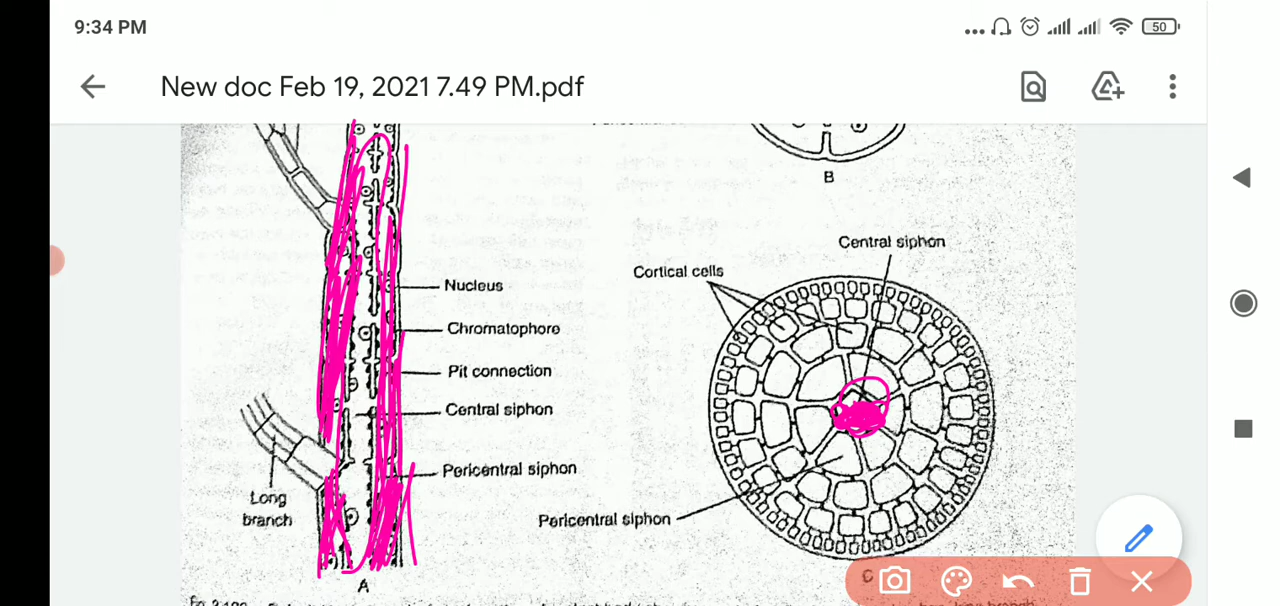 9:34 PM
50
New doc Feb 19, 2021 7.49 PM.pdf
B
Central siphon
Cortical cells
Nucleus
Chromatophore
Pit connection
Central siphon
Pericentral siphon
Long
branch
Pericentral siphon
A
C